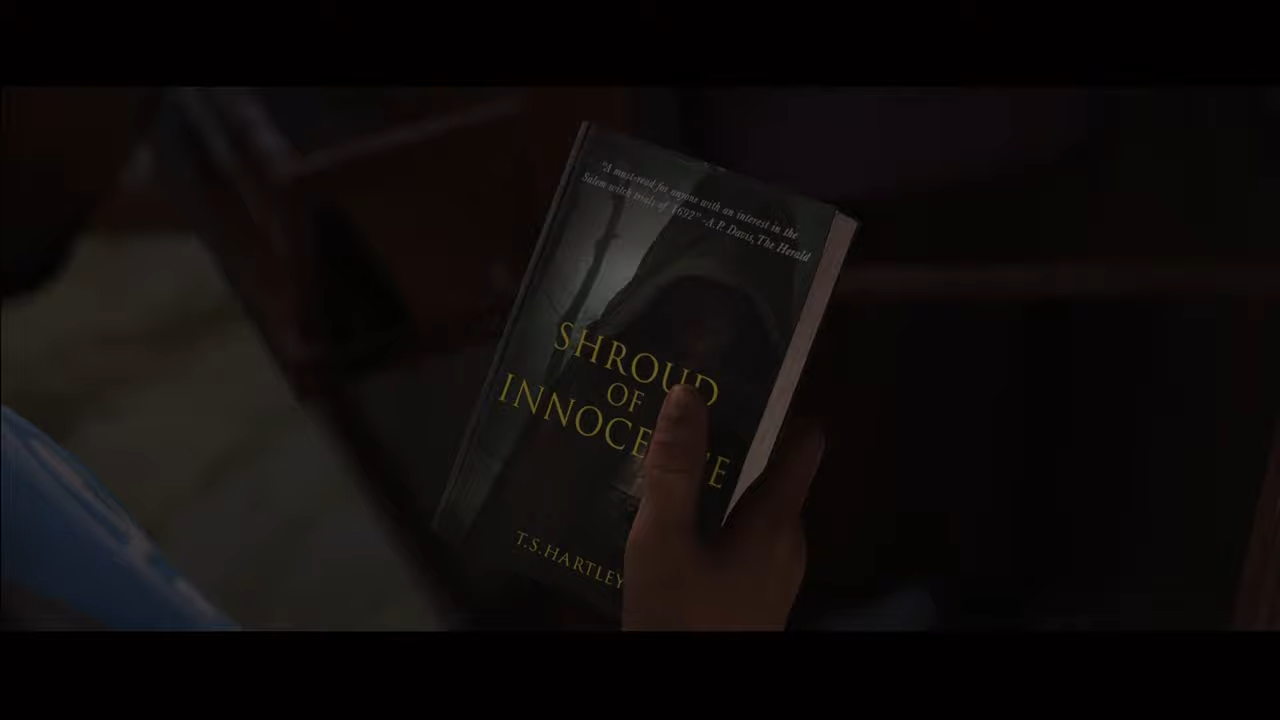 "A must-read for anyone with an interest in the
Salem witch trials of 1692" -A.P. Davis, The Herald
SHROUD
OF
INNOCE E
T.S.HARTLEY